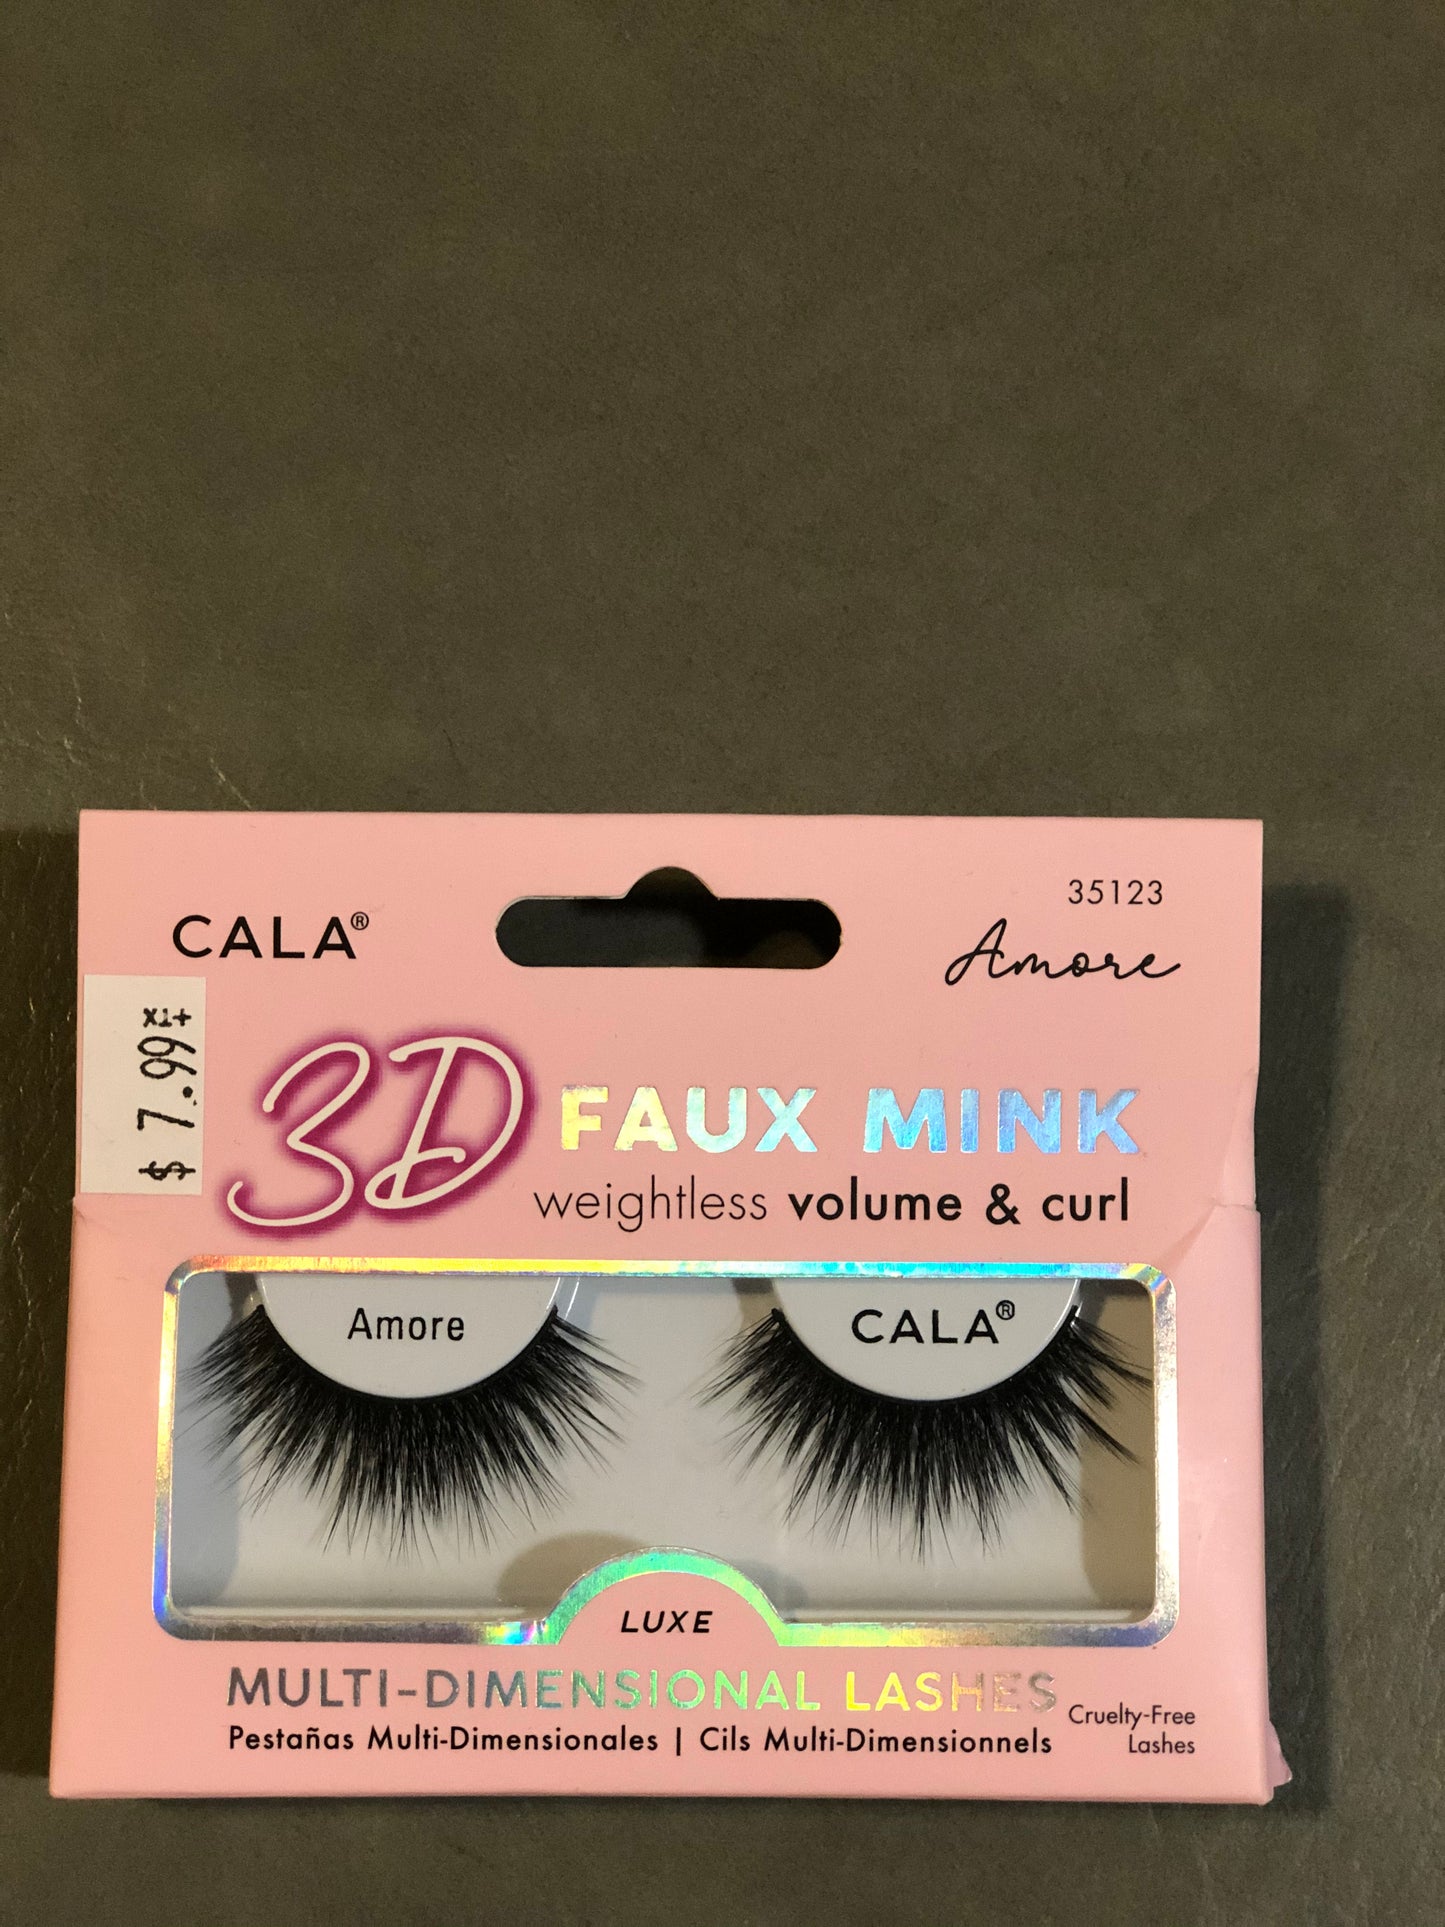 35123
CALA®
Amore
$ 7.99
3D FAUX MINK
weightless volume & curl
Amore
CALA®
LUXE
MULTI-DIMENSIONAL LASHES
Pestañas Multi-Dimensionales | Cils Multi-Dimensionnels
Cruelty-Free
Lashes